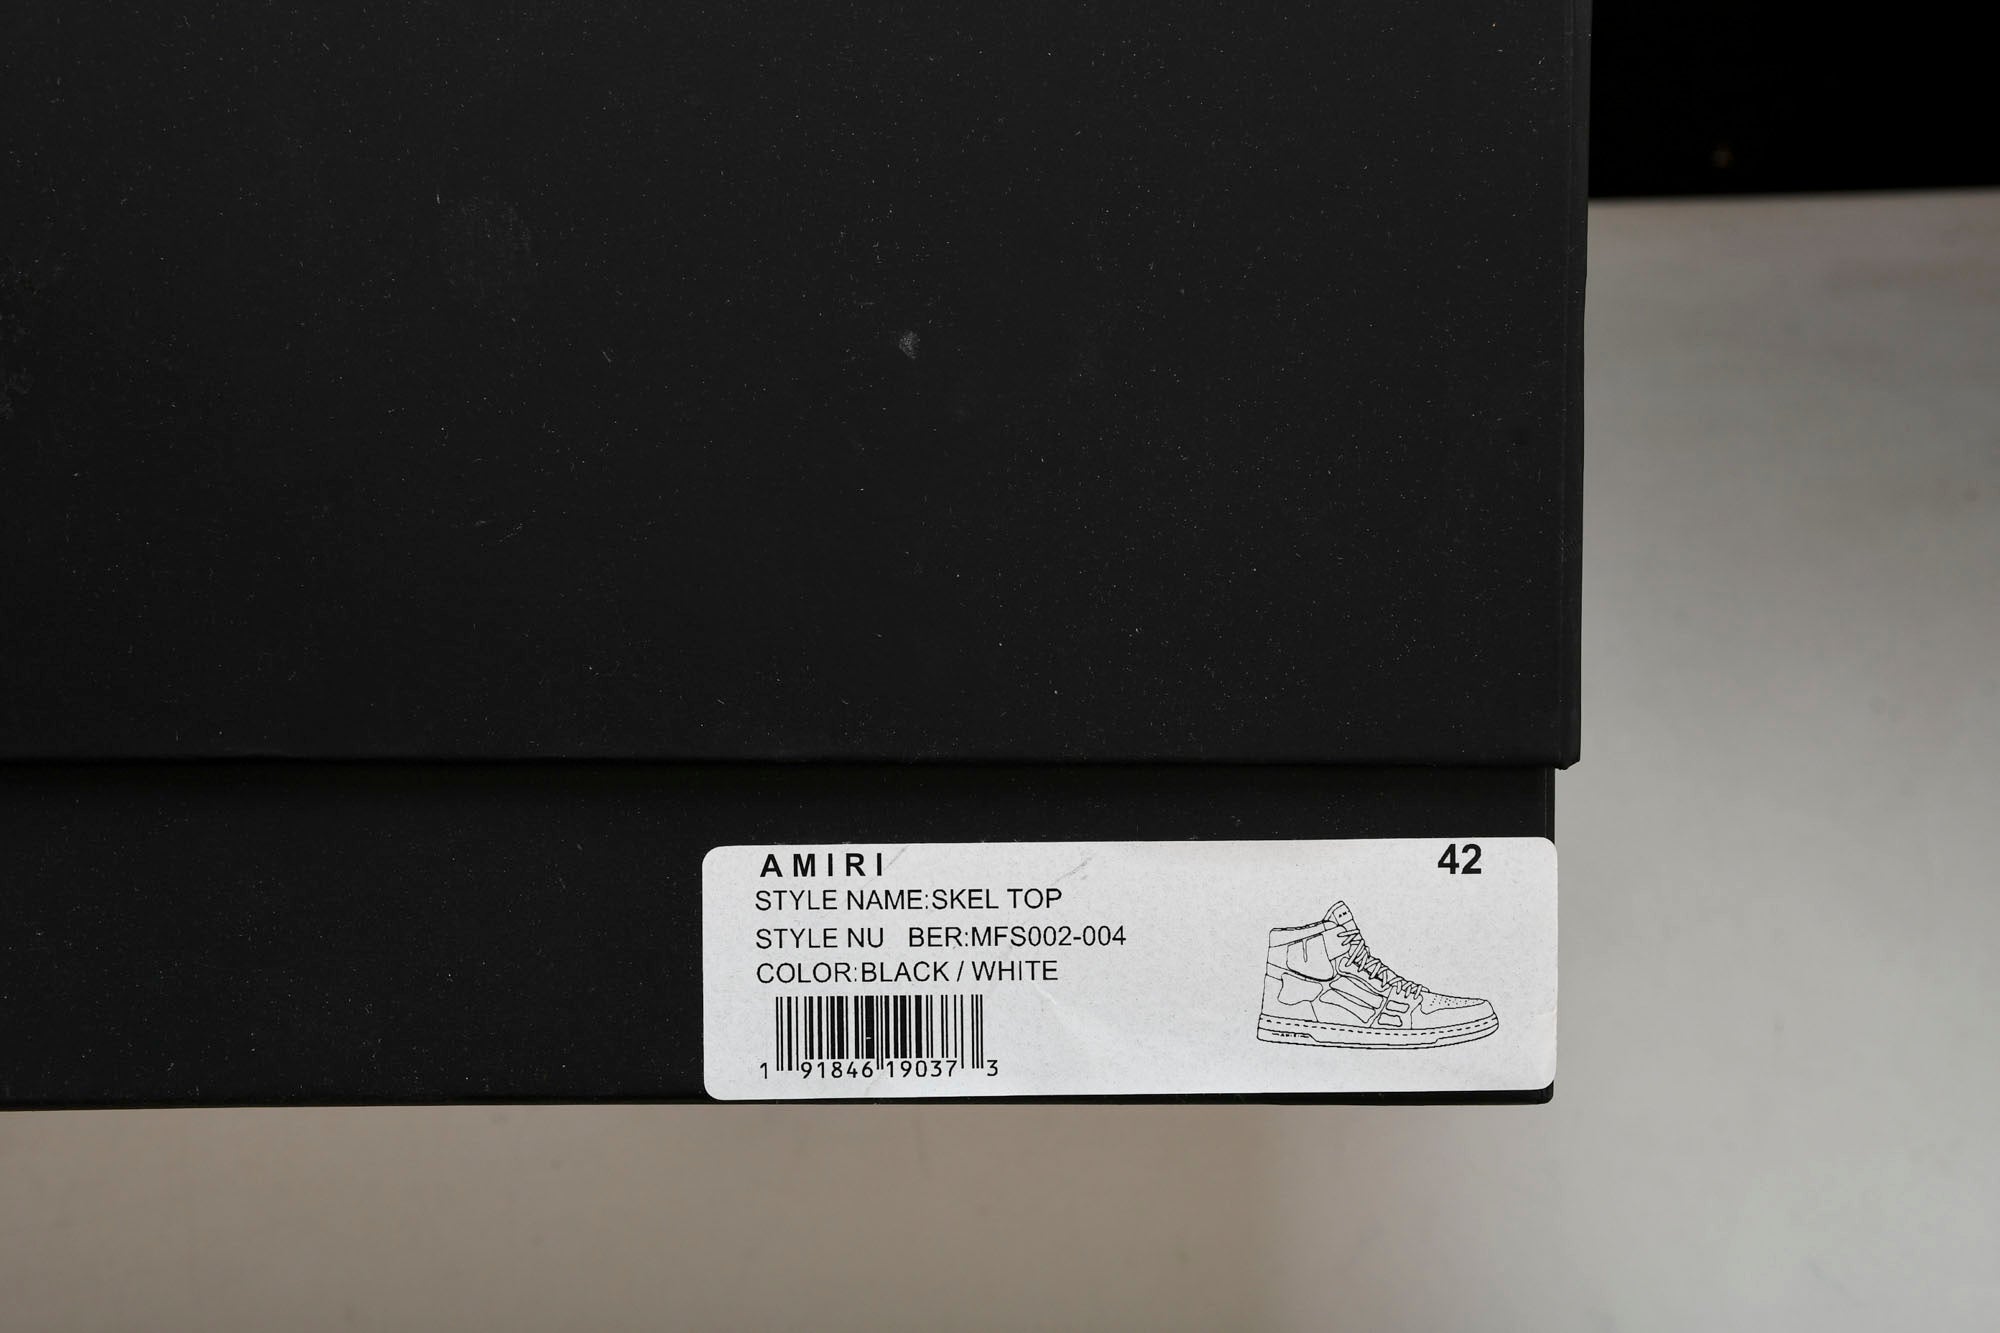 AMIRI
42
STYLE NAME:SKEL TOP
STYLE NU BER:MFS002-004
COLOR:BLACK / WHITE
1 91846 19037 3